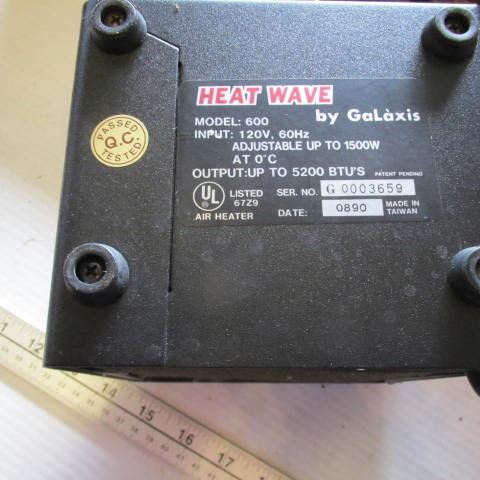 HEAT WAVE
by GaLàxis
MODEL: 600
INPUT: 120V, 60Hz
ADJUSTABLE UP TO 1500W
AT 0°C
OUTPUT: UP TO 5200 BTU'S
PATENT PENDING
UL LISTED
67Z9
AIR HEATER
SER. NO. G 0003659
DATE: 0890
MADE IN
TAIWAN
PASSED
Q.C.
TESTED
12
13
14
15
16
17